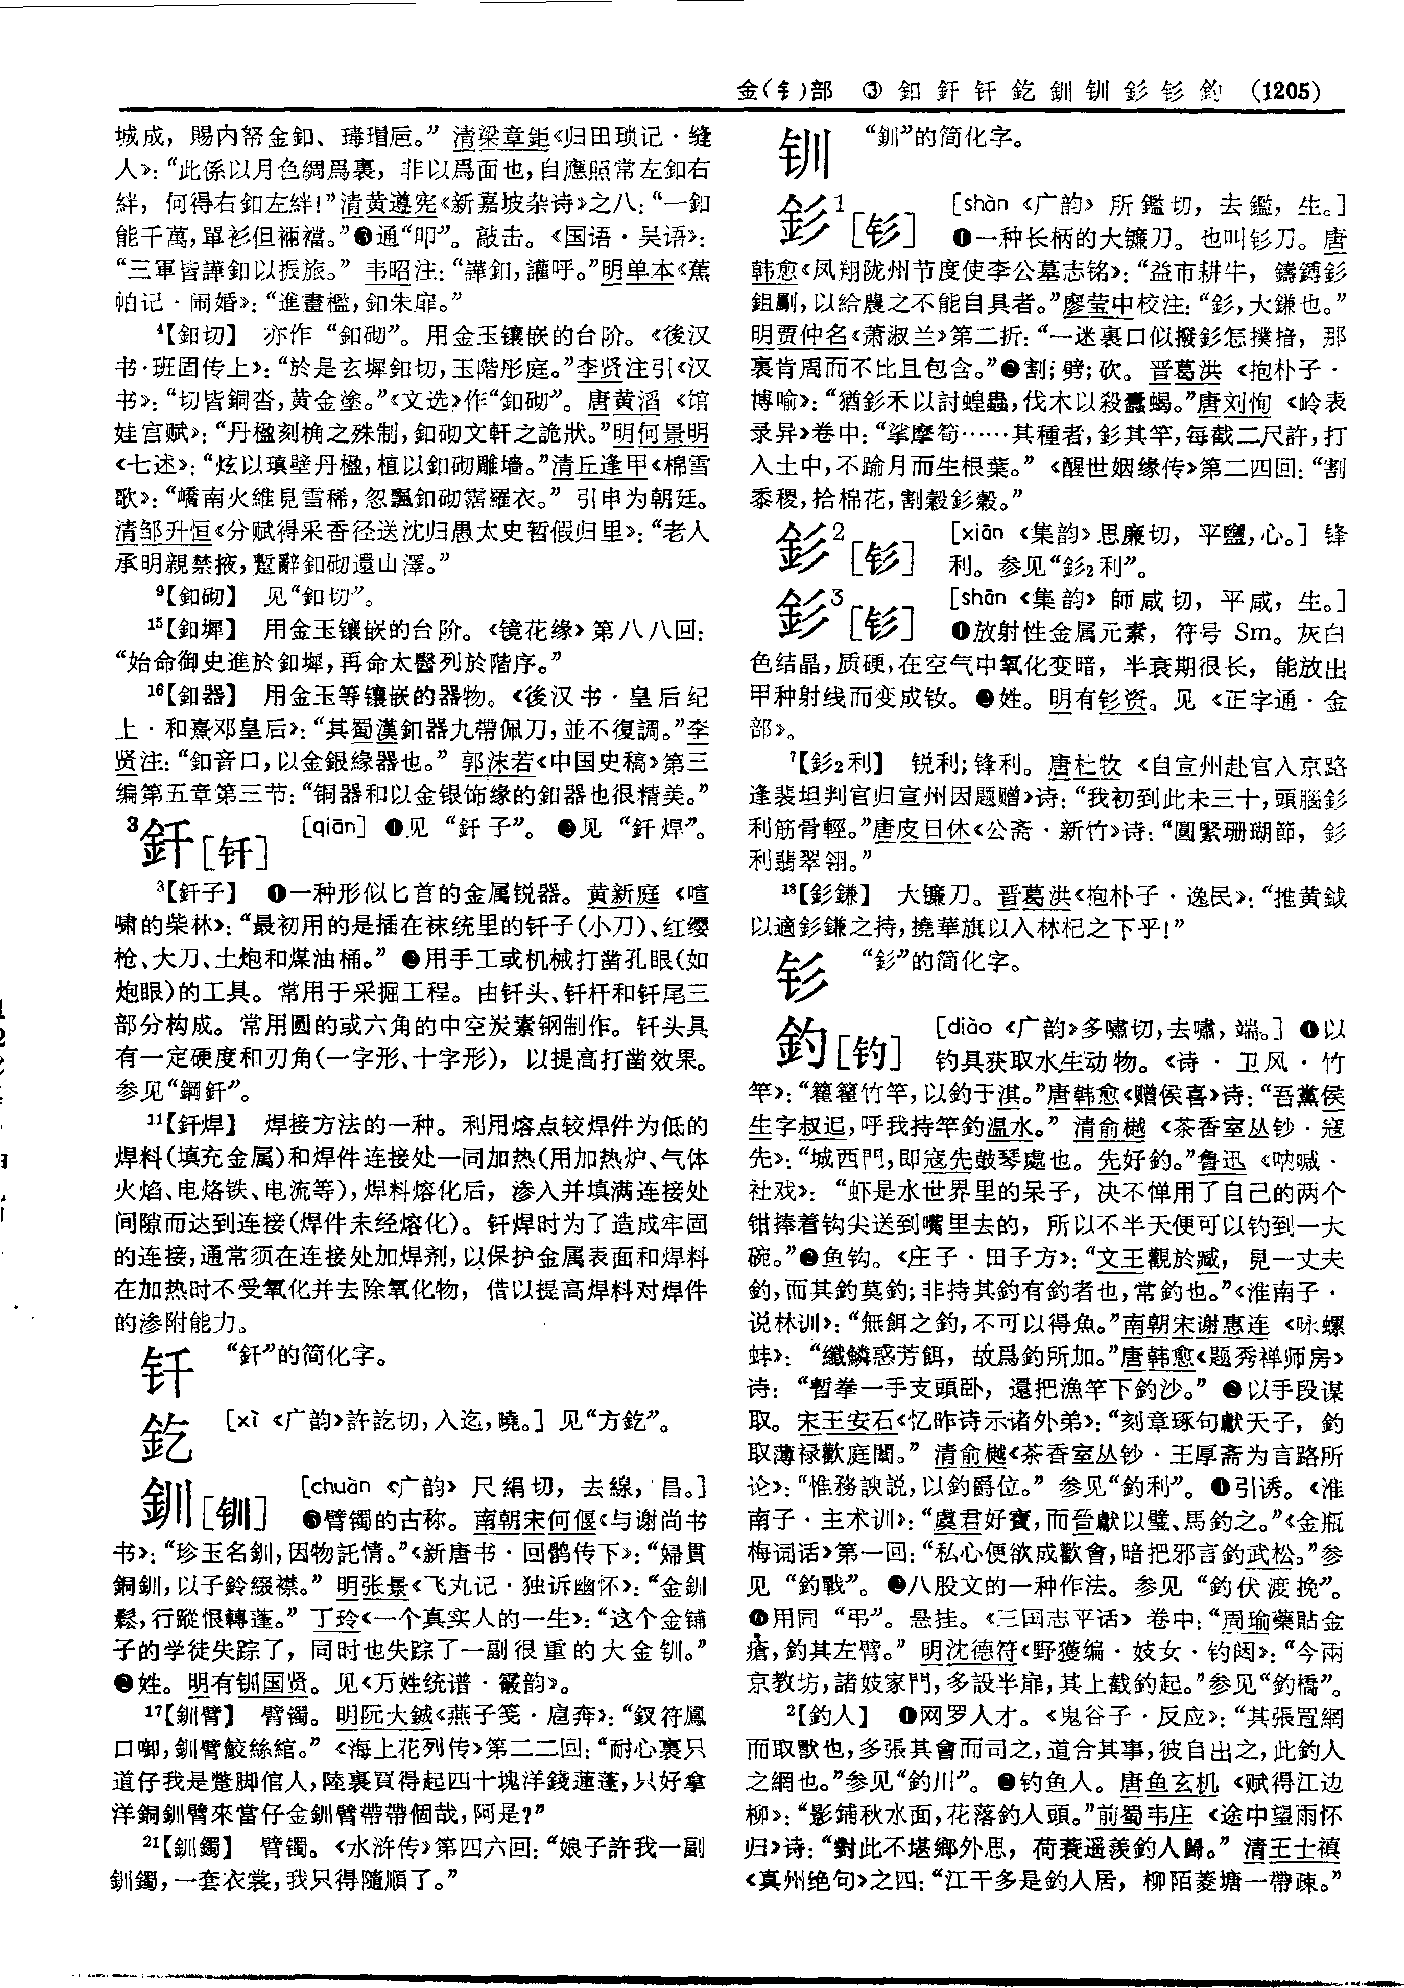 金(钅)部 ③ 釦 釺 钎 釳 釧 钏 釤 钐 釣 (1205)
城成，賜内帑金釦、瑇瑁巵。”清梁章鉅《归田琐记·缝
人》：“此係以月色綢爲裏，非以爲面也，自應照常左釦右
絆，何得右釦左絆！”清黄遵宪《新嘉坡杂诗》之八：“一釦
能千萬，單衫但裲襠。”❸通“叩”。敲击。《国语·吴语》：
“三軍皆譁釦以振旅。”韦昭注：“譁釦，讙呼。”明单本《蕉
帕记·闹婚》：“進畫檻，釦朱扉。”
⁴【釦切】 亦作“釦砌”。用金玉镶嵌的台阶。《後汉
书·班固传上》：“於是玄墀釦切，玉階彤庭。”李贤注引《汉
书》：“切皆銅沓，黄金塗。”《文选》作“釦砌”。唐黄滔《馆
娃宫赋》：“丹楹刻桷之殊制，釦砌文軒之詭狀。”明何景明
《七述》：“炫以瑱壁丹楹，植以釦砌雕墙。”清丘逢甲《棉雪
歌》：“嶠南火維見雪稀，忽飄釦砌霑羅衣。”引申为朝廷。
清邹升恒《分赋得采香径送沈归愚太史暂假归里》：“老人
承明親禁掖，蹔辭釦砌還山澤。”
⁹【釦砌】 见“釦切”。
¹⁵【釦墀】 用金玉镶嵌的台阶。《镜花缘》第八八回：
“始命御史進於釦墀，再命太醫列於階序。”
¹⁶【釦器】 用金玉等镶嵌的器物。《後汉书·皇后纪
上·和熹邓皇后》：“其蜀漢釦器九帶佩刀，並不復調。”李
贤注：“釦音口，以金銀緣器也。”郭沫若《中国史稿》第三
编第五章第三节：“铜器和以金银饰缘的釦器也很精美。”
³釺［钎］ ［qiān］❶见“釺子”。❷见“釺焊”。
³【釺子】 ❶一种形似匕首的金属锐器。黄新庭《喧
啸的柴林》：“最初用的是插在袜统里的钎子(小刀)、红缨
枪、大刀、土炮和煤油桶。”❷用手工或机械打凿孔眼(如
炮眼)的工具。常用于采掘工程。由钎头、钎杆和钎尾三
部分构成。常用圆的或六角的中空炭素钢制作。钎头具
有一定硬度和刃角(一字形、十字形)，以提高打凿效果。
参见“鋼釺”。
¹¹【釺焊】 焊接方法的一种。利用熔点较焊件为低的
焊料(填充金属)和焊件连接处一同加热(用加热炉、气体
火焰、电烙铁、电流等)，焊料熔化后，渗入并填满连接处
间隙而达到连接(焊件未经熔化)。钎焊时为了造成牢固
的连接，通常须在连接处加焊剂，以保护金属表面和焊料
在加热时不受氧化并去除氧化物，借以提高焊料对焊件
的渗附能力。
钎 “釺”的简化字。
釳 ［xì《广韵》許訖切，入迄，曉。］见“方釳”。
釧［钏］ ［chuàn《广韵》尺绢切，去線，昌。］
❶臂镯的古称。南朝宋何偃《与谢尚书
书》：“珍玉名釧，因物託情。”《新唐书·回鹘传下》：“婦貫
銅釧，以子鈴綴襟。”明张景《飞丸记·独诉幽怀》：“金釧
鬆，行蹤恨轉蓬。”丁玲《一个真实人的一生》：“这个金铺
子的学徒失踪了，同时也失踪了一副很重的大金钏。”
❷姓。明有钏国贤。见《万姓统谱·霰韵》。
¹⁷【釧臂】 臂镯。明阮大鋮《燕子笺·扈奔》：“釵符鳳
口啣，釧臂鮫絲綰。”《海上花列传》第二二回：“耐心裏只
道仔我是蹩脚倌人，陸裏買得起四十塊洋錢蓮蓬，只好拿
洋銅釧臂來當仔金釧臂帶帶個哉，阿是？”
²¹【釧鐲】 臂镯。《水浒传》第四六回：“娘子許我一副
釧鐲，一套衣裳，我只得隨順了。”
钏 “釧”的简化字。
釤¹［钐］ ［shàn《广韵》所鑑切，去鑑，生。］
❶一种长柄的大镰刀。也叫钐刀。唐
韩愈《凤翔陇州节度使李公墓志铭》：“益市耕牛，鑄鎛釤
鉏劚，以給農之不能自具者。”廖莹中校注：“釤，大鎌也。”
明贾仲名《萧淑兰》第二折：“一迷裏口似撥釤怎撲揞，那
裏肯周而不比且包含。”❷割；劈；砍。晋葛洪《抱朴子·
博喻》：“猶釤禾以討蝗蟲，伐木以殺蠹蝎。”唐刘恂《岭表
录异》卷中：“挲摩筍……其種者，釤其竿，每截二尺許，打
入土中，不踰月而生根葉。”《醒世姻缘传》第二四回：“割
黍稷，拾棉花，割穀釤穀。”
釤²［钐］ ［xiān《集韵》思廉切，平鹽，心。］锋
利。参见“釤₂利”。
釤³［钐］ ［shān《集韵》師咸切，平咸，生。］
❶放射性金属元素，符号 Sm。灰白
色结晶，质硬，在空气中氧化变暗，半衰期很长，能放出
甲种射线而变成钕。❷姓。明有钐资。见《正字通·金
部》。
⁷【釤₂利】 锐利；锋利。唐杜牧《自宣州赴官入京路
逢裴坦判官归宣州因题赠》诗：“我初到此未三十，頭腦釤
利筋骨輕。”唐皮日休《公斋·新竹》诗：“圓緊珊瑚節，釤
利翡翠翎。”
¹⁸【釤鎌】 大镰刀。晋葛洪《抱朴子·逸民》：“推黄鉞
以適釤鎌之持，撓華旗以入林杞之下乎！”
钐 “釤”的简化字。
釣［钓］ ［diào《广韵》多嘯切，去嘯，端。］❶以
钓具获取水生动物。《诗·卫风·竹
竿》：“籊籊竹竿，以釣于淇。”唐韩愈《赠侯喜》诗：“吾黨侯
生字叔𨑳，呼我持竿釣温水。”清俞樾《茶香室丛钞·寇
先》：“城西門，即寇先鼓琴處也。先好釣。”鲁迅《呐喊·
社戏》：“虾是水世界里的呆子，决不惮用了自己的两个
钳捧着钩尖送到嘴里去的，所以不半天便可以钓到一大
碗。”❷鱼钩。《庄子·田子方》：“文王觀於臧，見一丈夫
釣，而其釣莫釣；非持其釣有釣者也，常釣也。”《淮南子·
说林训》：“無餌之釣，不可以得魚。”南朝宋谢惠连《咏螺
蚌》：“纖鱗惑芳餌，故爲釣所加。”唐韩愈《题秀禅师房》
诗：“暫拳一手支頭卧，還把漁竿下釣沙。”❸以手段谋
取。宋王安石《忆昨诗示诸外弟》：“刻章琢句獻天子，釣
取薄禄歡庭闈。”清俞樾《茶香室丛钞·王厚斋为言路所
论》：“惟務諛説，以釣爵位。”参见“釣利”。❹引诱。《淮
南子·主术训》：“虞君好寶，而晉獻以璧、馬釣之。”《金瓶
梅词话》第一回：“私心便欲成歡會，暗把邪言釣武松。”参
见“釣戰”。❺八股文的一种作法。参见“釣伏渡挽”。
❻用同“弔”。悬挂。《三国志平话》卷中：“周瑜藥貼金
瘡，釣其左臂。”明沈德符《野獲编·妓女·钓闼》：“今兩
京教坊，諸妓家門，多設半扉，其上截釣起。”参见“釣橋”。
²【釣人】 ❶网罗人才。《鬼谷子·反应》：“其張罝網
而取獸也，多張其會而司之，道合其事，彼自出之，此釣人
之網也。”参见“釣川”。❷钓鱼人。唐鱼玄机《赋得江边
柳》：“影鋪秋水面，花落釣人頭。”前蜀韦庄《途中望雨怀
归》诗：“對此不堪鄉外思，荷蓑遥羨釣人歸。”清王士禛
《真州绝句》之四：“江干多是釣人居，柳陌菱塘一帶疎。”